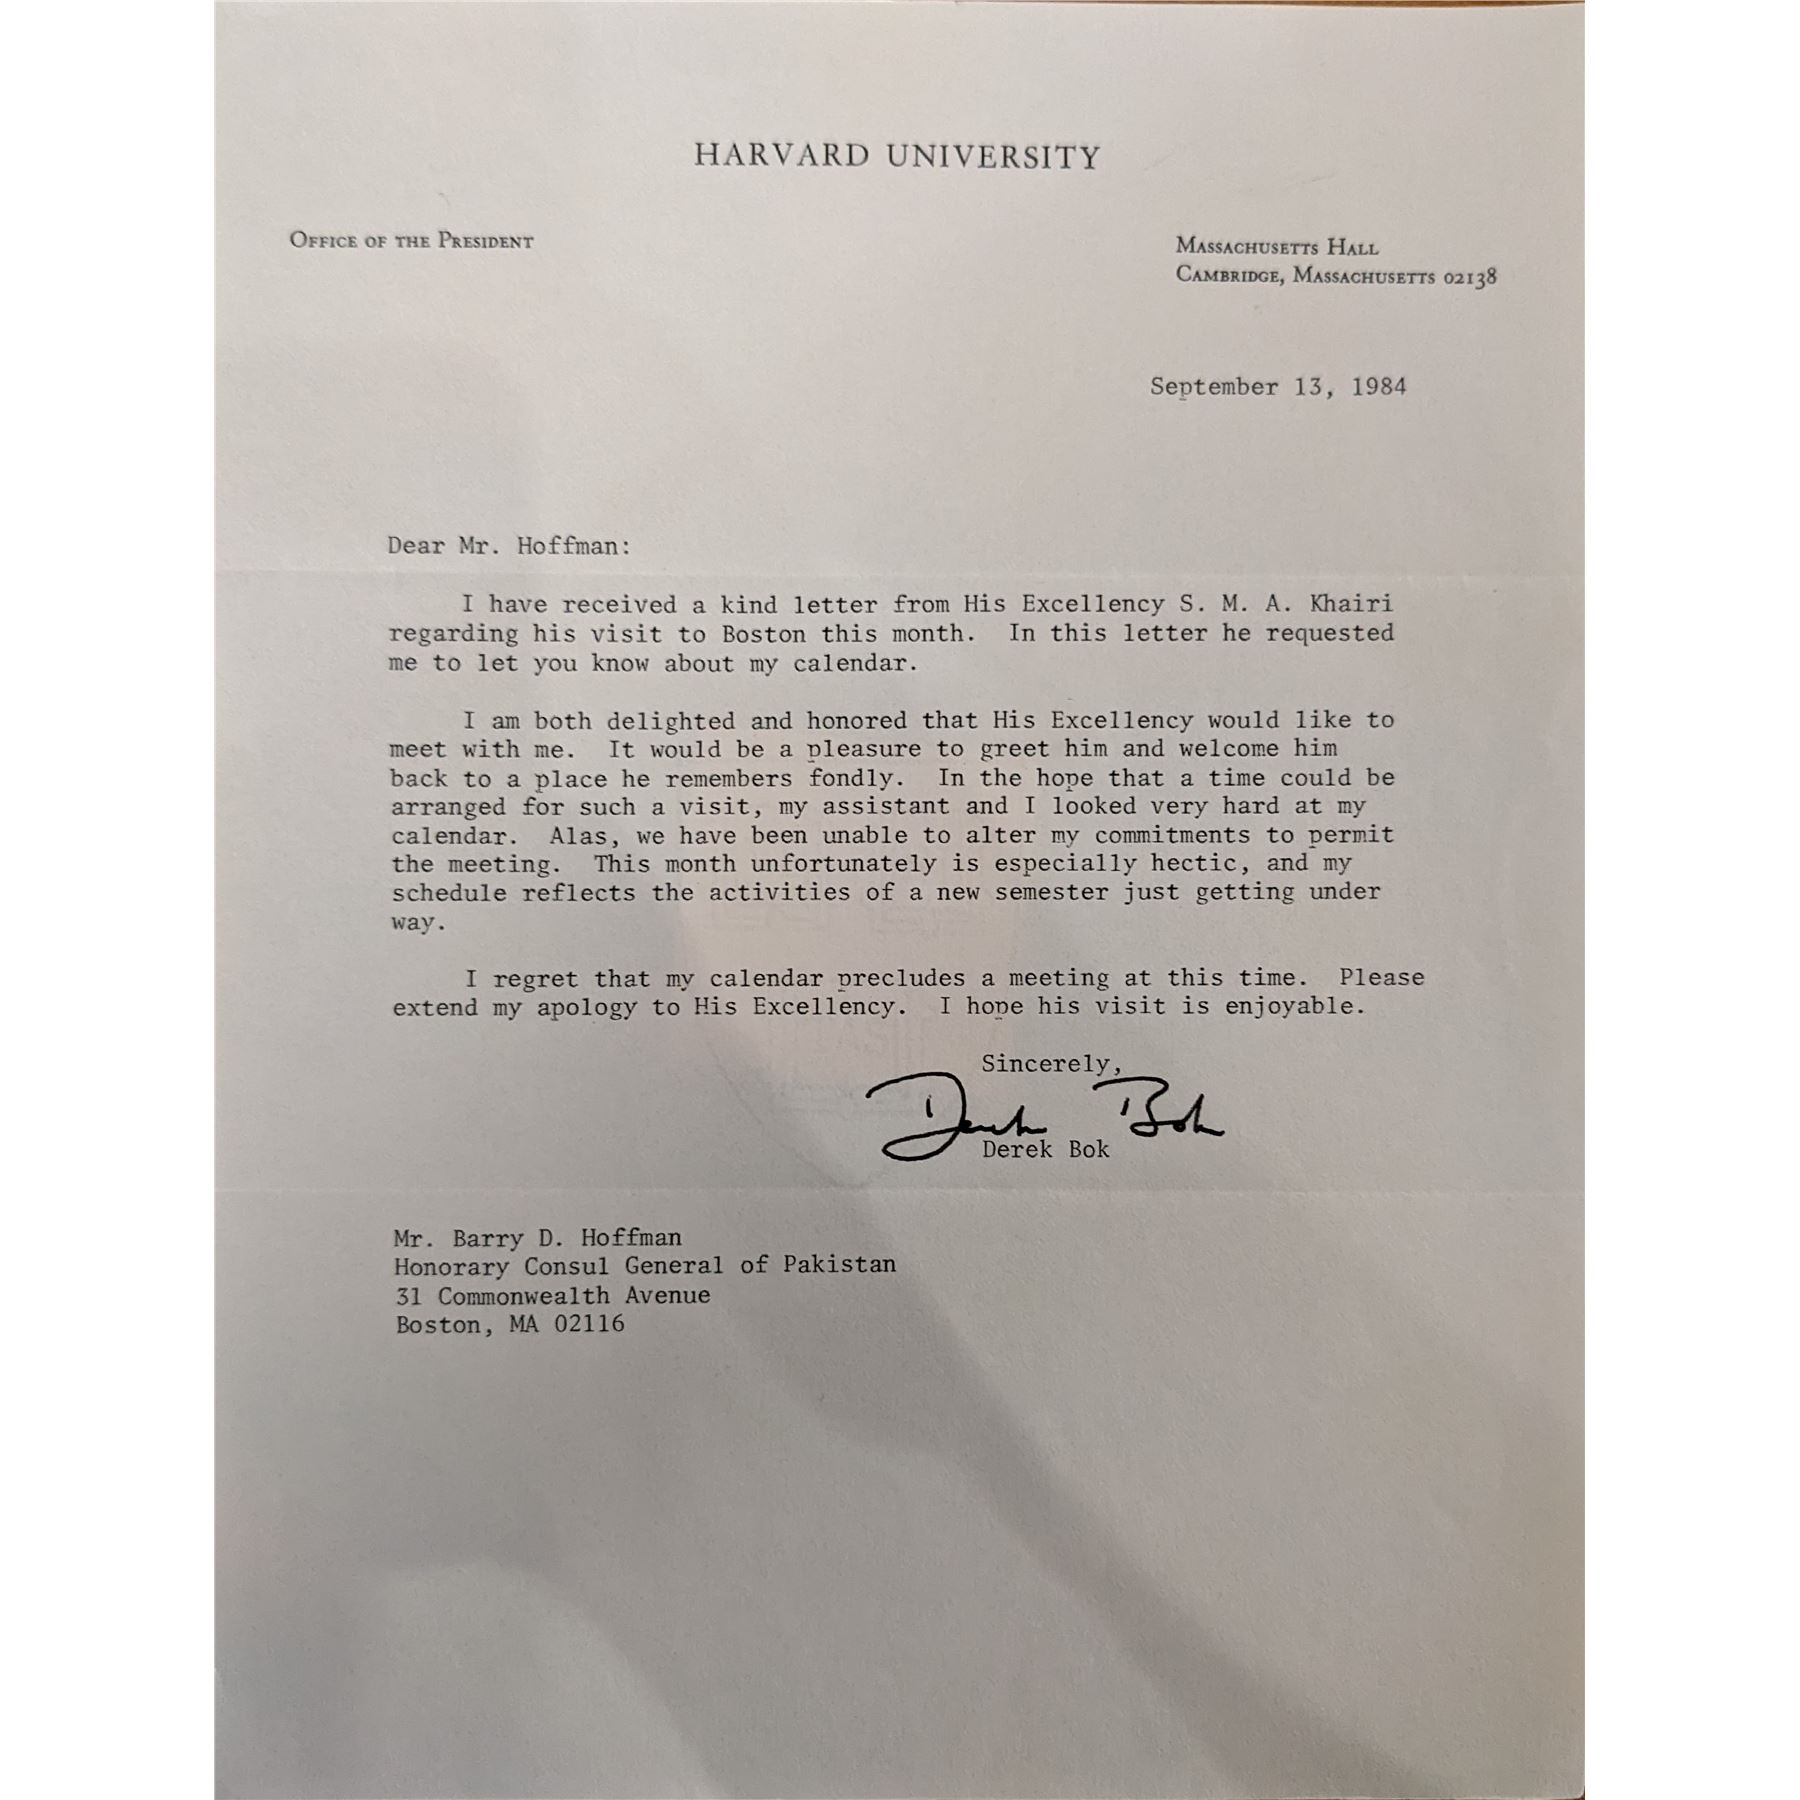 HARVARD UNIVERSITY
OFFICE OF THE PRESIDENT
MASSACHUSETTS HALL
CAMBRIDGE, MASSACHUSETTS 02138
September 13, 1984
Dear Mr. Hoffman:
I have received a kind letter from His Excellency S. M. A. Khairi
regarding his visit to Boston this month. In this letter he requested
me to let you know about my calendar.
I am both delighted and honored that His Excellency would like to
meet with me. It would be a pleasure to greet him and welcome him
back to a place he remembers fondly. In the hope that a time could be
arranged for such a visit, my assistant and I looked very hard at my
calendar. Alas, we have been unable to alter my commitments to permit
the meeting. This month unfortunately is especially hectic, and my
schedule reflects the activities of a new semester just getting under
way.
I regret that my calendar precludes a meeting at this time. Please
extend my apology to His Excellency. I hope his visit is enjoyable.
Sincerely,
Derek Bok
Derek Bok
Mr. Barry D. Hoffman
Honorary Consul General of Pakistan
31 Commonwealth Avenue
Boston, MA 02116